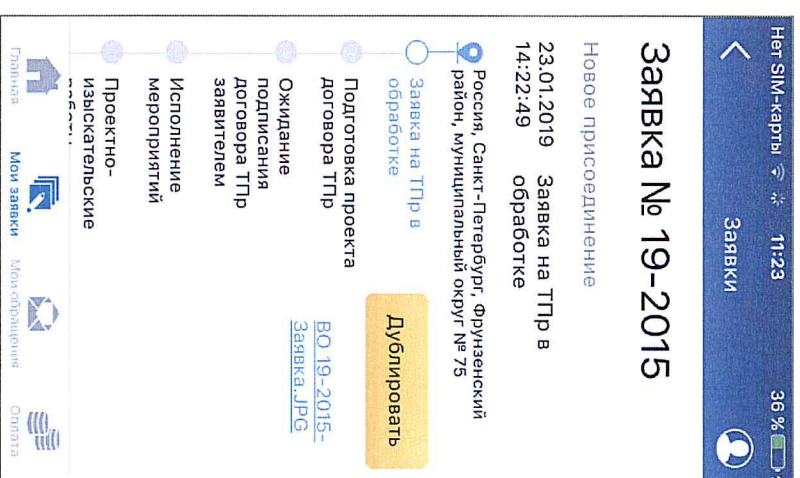 Нет SIM-карты 11:23 36 %
Заявки
Заявка № 19-2015
Новое присоединение
23.01.2019 Заявка на ТПр в
14:22:49 обработке
Россия, Санкт-Петербург, Фрунзенский
район, муниципальный округ № 75
Заявка на ТПр в
обработке
Дублировать
Подготовка проекта
договора ТПр
ВО 19-2015-
Заявка.JPG
Ожидание
подписания
договора ТПр
заявителем
Исполнение
мероприятий
Проектно-
изыскательские
Главная Мои заявки Мои обращения Оплата